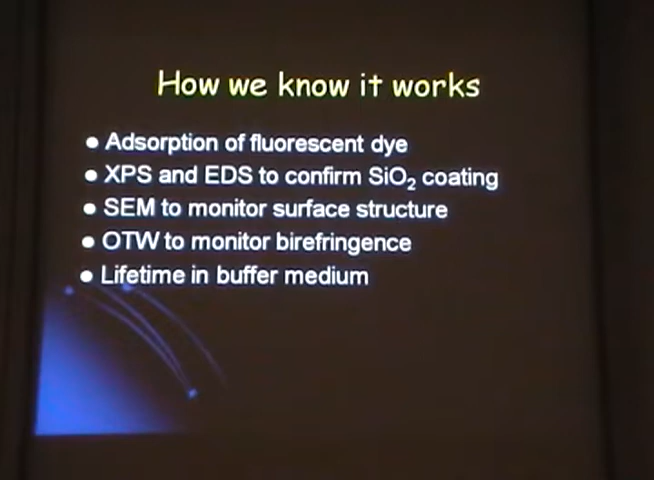 How we know it works
● Adsorption of fluorescent dye
● XPS and EDS to confirm SiO₂ coating
● SEM to monitor surface structure
● OTW to monitor birefringence
● Lifetime in buffer medium